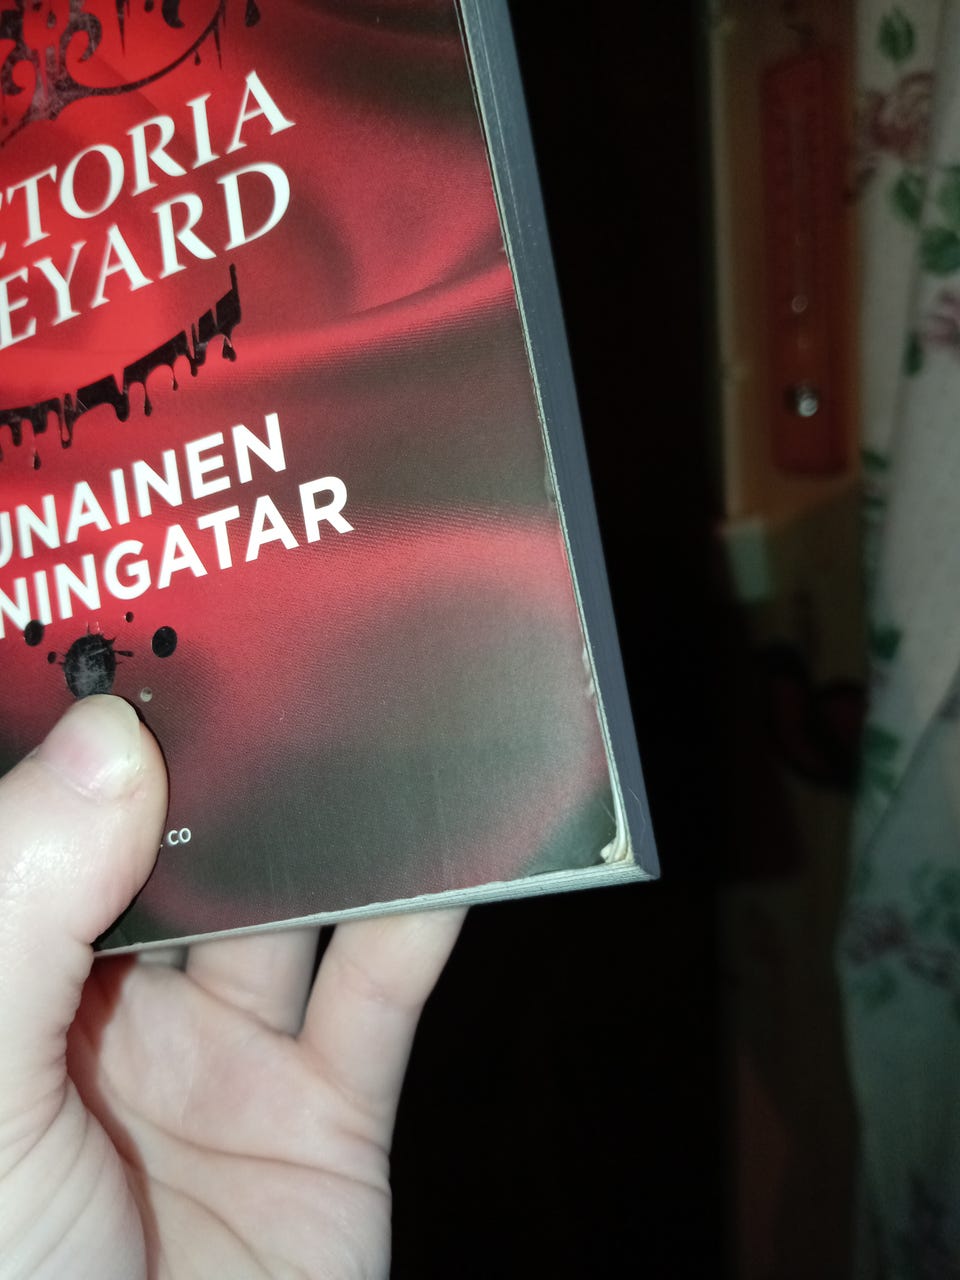 CTORIA
EYARD
UNAINEN
NINGATAR
. CO